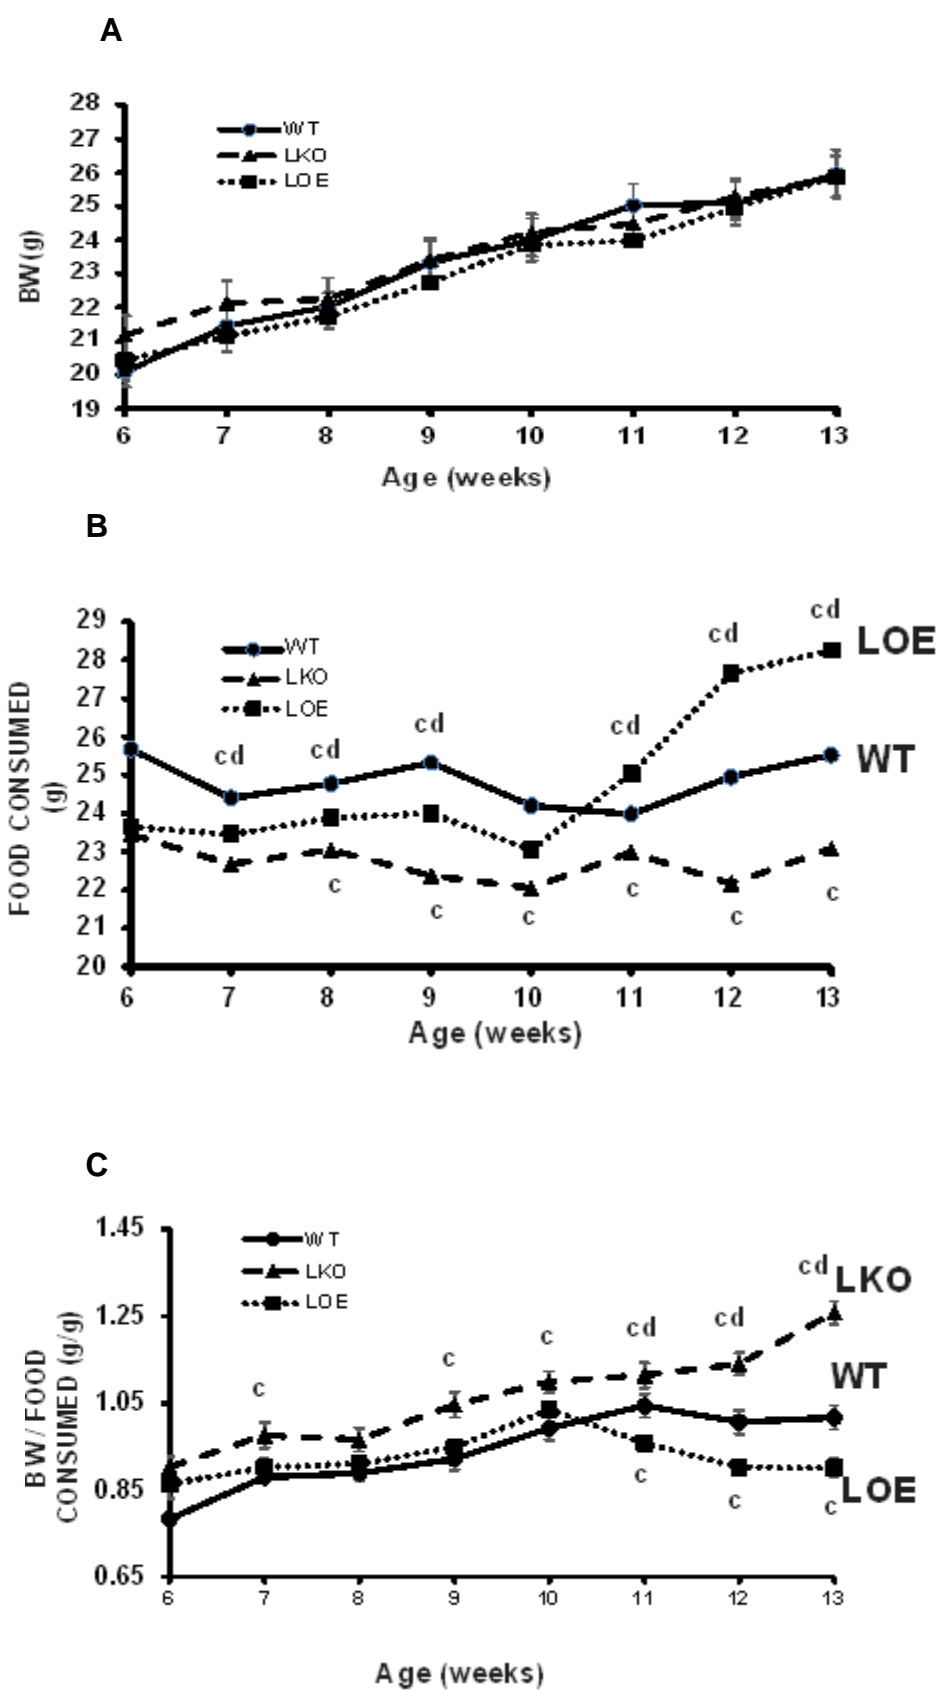 A
28
27
26
25
24
23
22
21
20
19
BW(g)
WT
LKO
LOE
6 7 8 9 10 11 12 13
Age (weeks)
B
29
28
27
26
25
24
23
22
21
20
FOOD CONSUMED
(g)
WT
LKO
LOE
cd cd cd cd cd cd
c c c c c c
LOE
WT
6 7 8 9 10 11 12 13
Age (weeks)
C
1.45
1.25
1.05
0.85
0.65
BW/FOOD
CONSUMED (g/g)
WT
LKO
LOE
c c c cd cd cd
c c c
LKO
WT
LOE
6 7 8 9 10 11 12 13
Age (weeks)